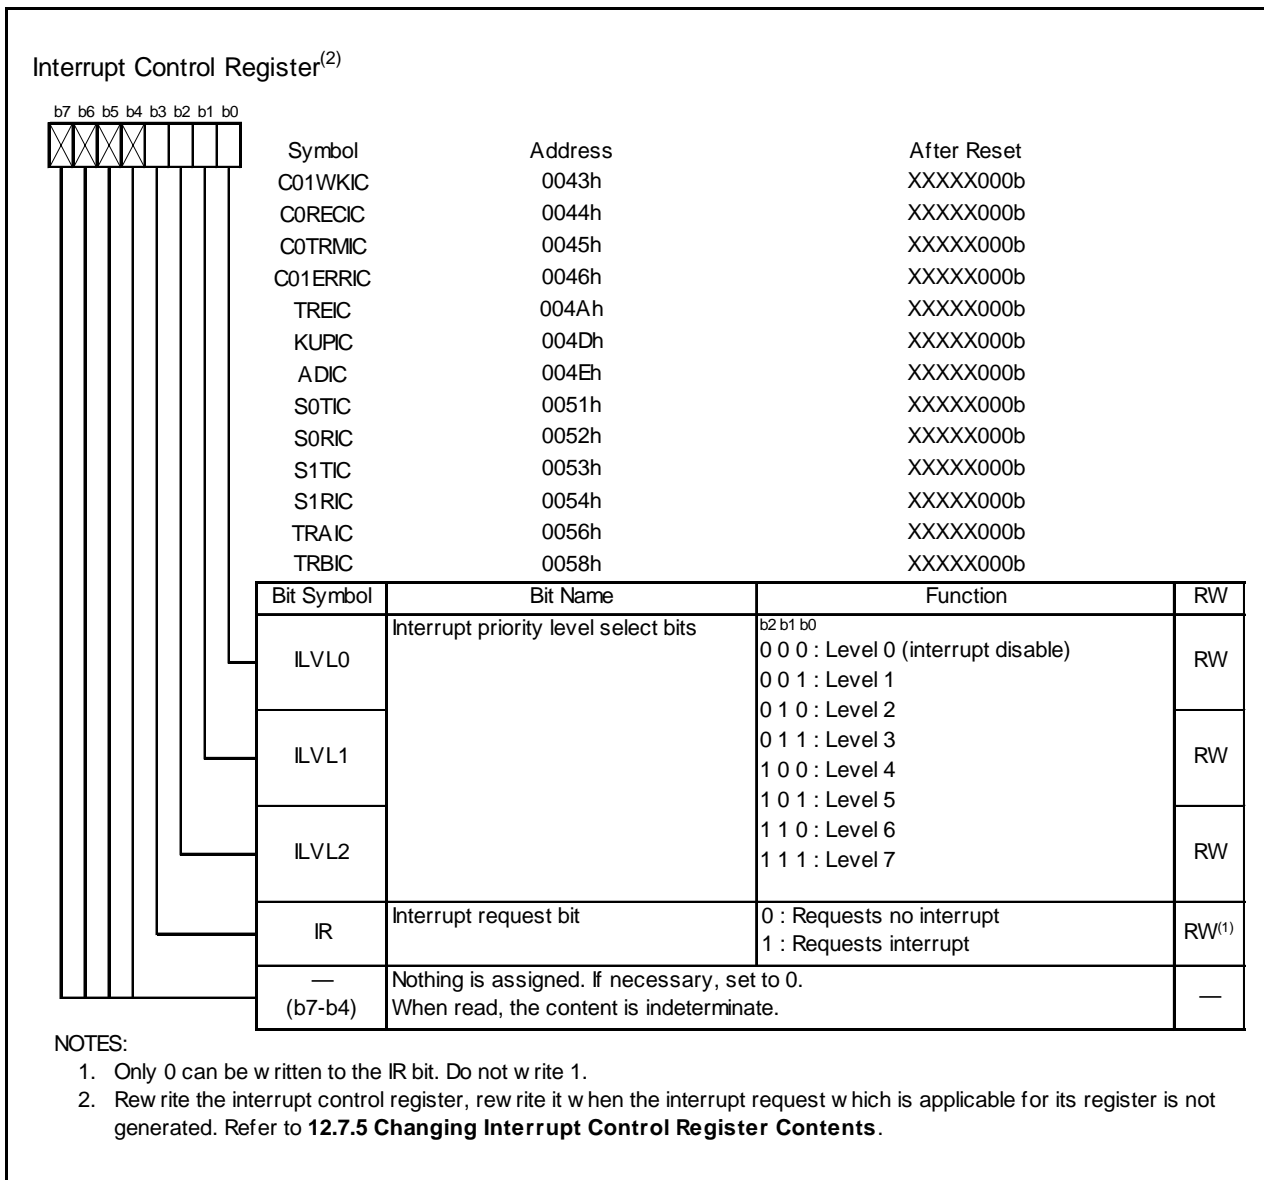 Interrupt Control Register(2)
b7 b6 b5 b4 b3 b2 b1 b0
Symbol Address After Reset
C01WKIC 0043h XXXXX000b
C0RECIC 0044h XXXXX000b
C0TRMIC 0045h XXXXX000b
C01ERRIC 0046h XXXXX000b
TREIC 004Ah XXXXX000b
KUPIC 004Dh XXXXX000b
ADIC 004Eh XXXXX000b
S0TIC 0051h XXXXX000b
S0RIC 0052h XXXXX000b
S1TIC 0053h XXXXX000b
S1RIC 0054h XXXXX000b
TRAIC 0056h XXXXX000b
TRBIC 0058h XXXXX000b
Bit Symbol Bit Name Function RW
ILVL0 Interrupt priority level select bits b2 b1 b0
0 0 0 : Level 0 (interrupt disable) RW
0 0 1 : Level 1
0 1 0 : Level 2
ILVL1 0 1 1 : Level 3 RW
1 0 0 : Level 4
1 0 1 : Level 5
ILVL2 1 1 0 : Level 6 RW
1 1 1 : Level 7
IR Interrupt request bit 0 : Requests no interrupt RW(1)
1 : Requests interrupt
— Nothing is assigned. If necessary, set to 0. —
(b7-b4) When read, the content is indeterminate.
NOTES:
1. Only 0 can be written to the IR bit. Do not write 1.
2. Rewrite the interrupt control register, rewrite it when the interrupt request which is applicable for its register is not
generated. Refer to 12.7.5 Changing Interrupt Control Register Contents.